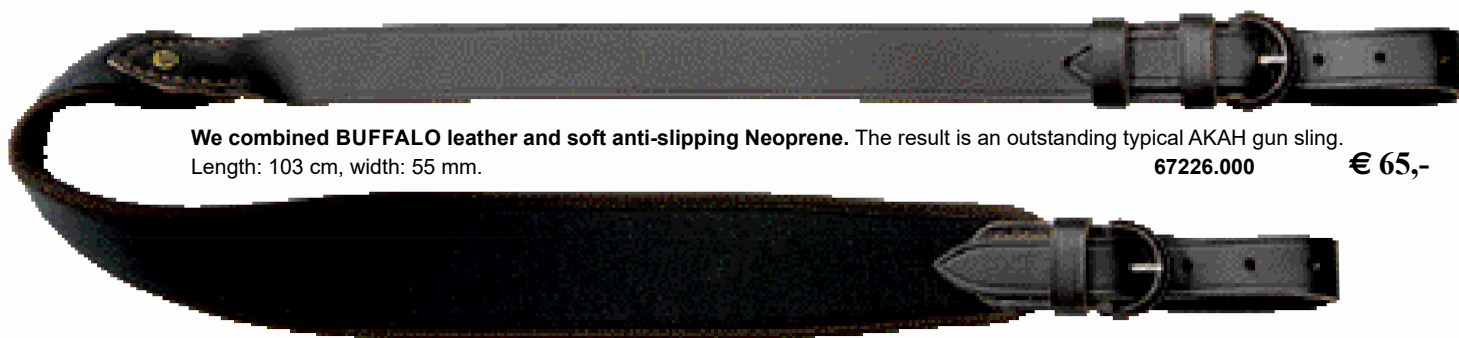 We combined BUFFALO leather and soft anti-slipping Neoprene. The result is an outstanding typical AKAH gun sling.
Length: 103 cm, width: 55 mm. 67226.000 € 65,-